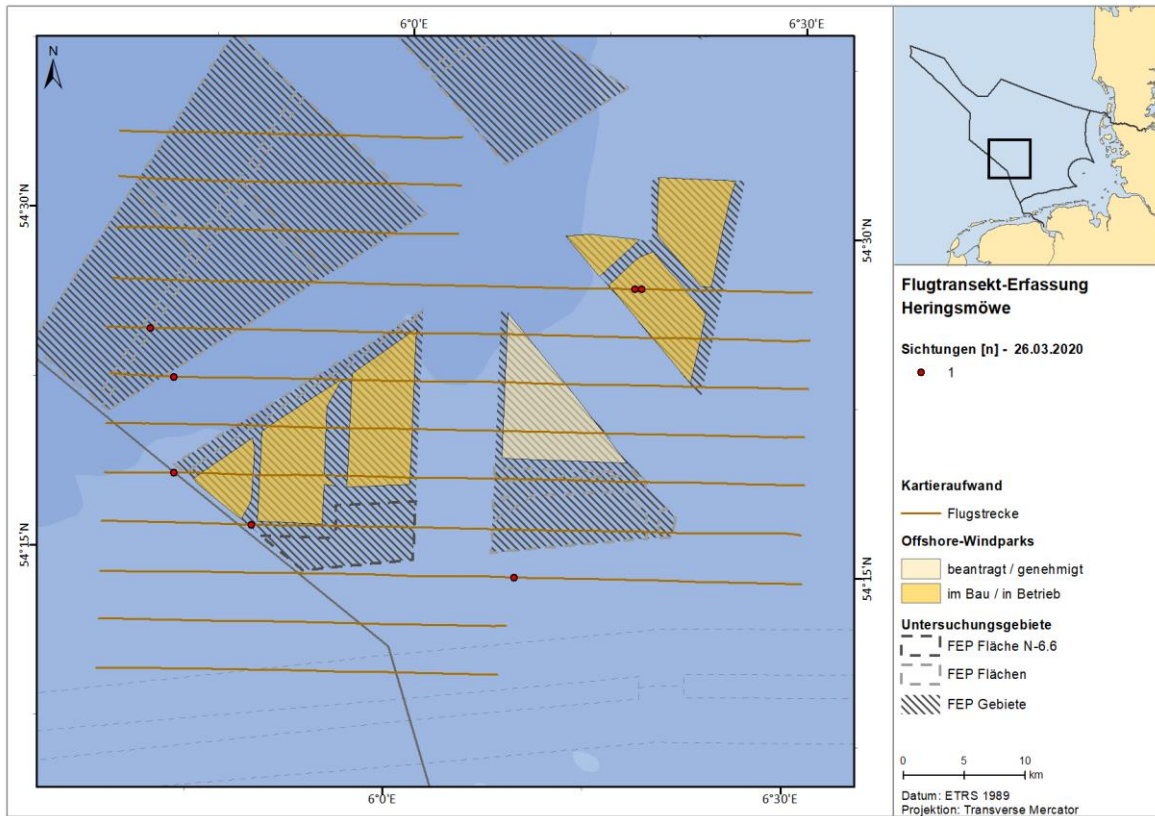 6°0'E
6°30'E
N
54°30'N
54°30'N
54°15'N
54°15'N
6°0'E
6°30'E
Flugtransekt-Erfassung
Heringsmöwe
Sichtungen [n] - 26.03.2020
1
Kartieraufwand
Flugstrecke
Offshore-Windparks
beantragt / genehmigt
im Bau / in Betrieb
Untersuchungsgebiete
FEP Fläche N-6.6
FEP Flächen
FEP Gebiete
0 5 10
km
Datum: ETRS 1989
Projektion: Transverse Mercator